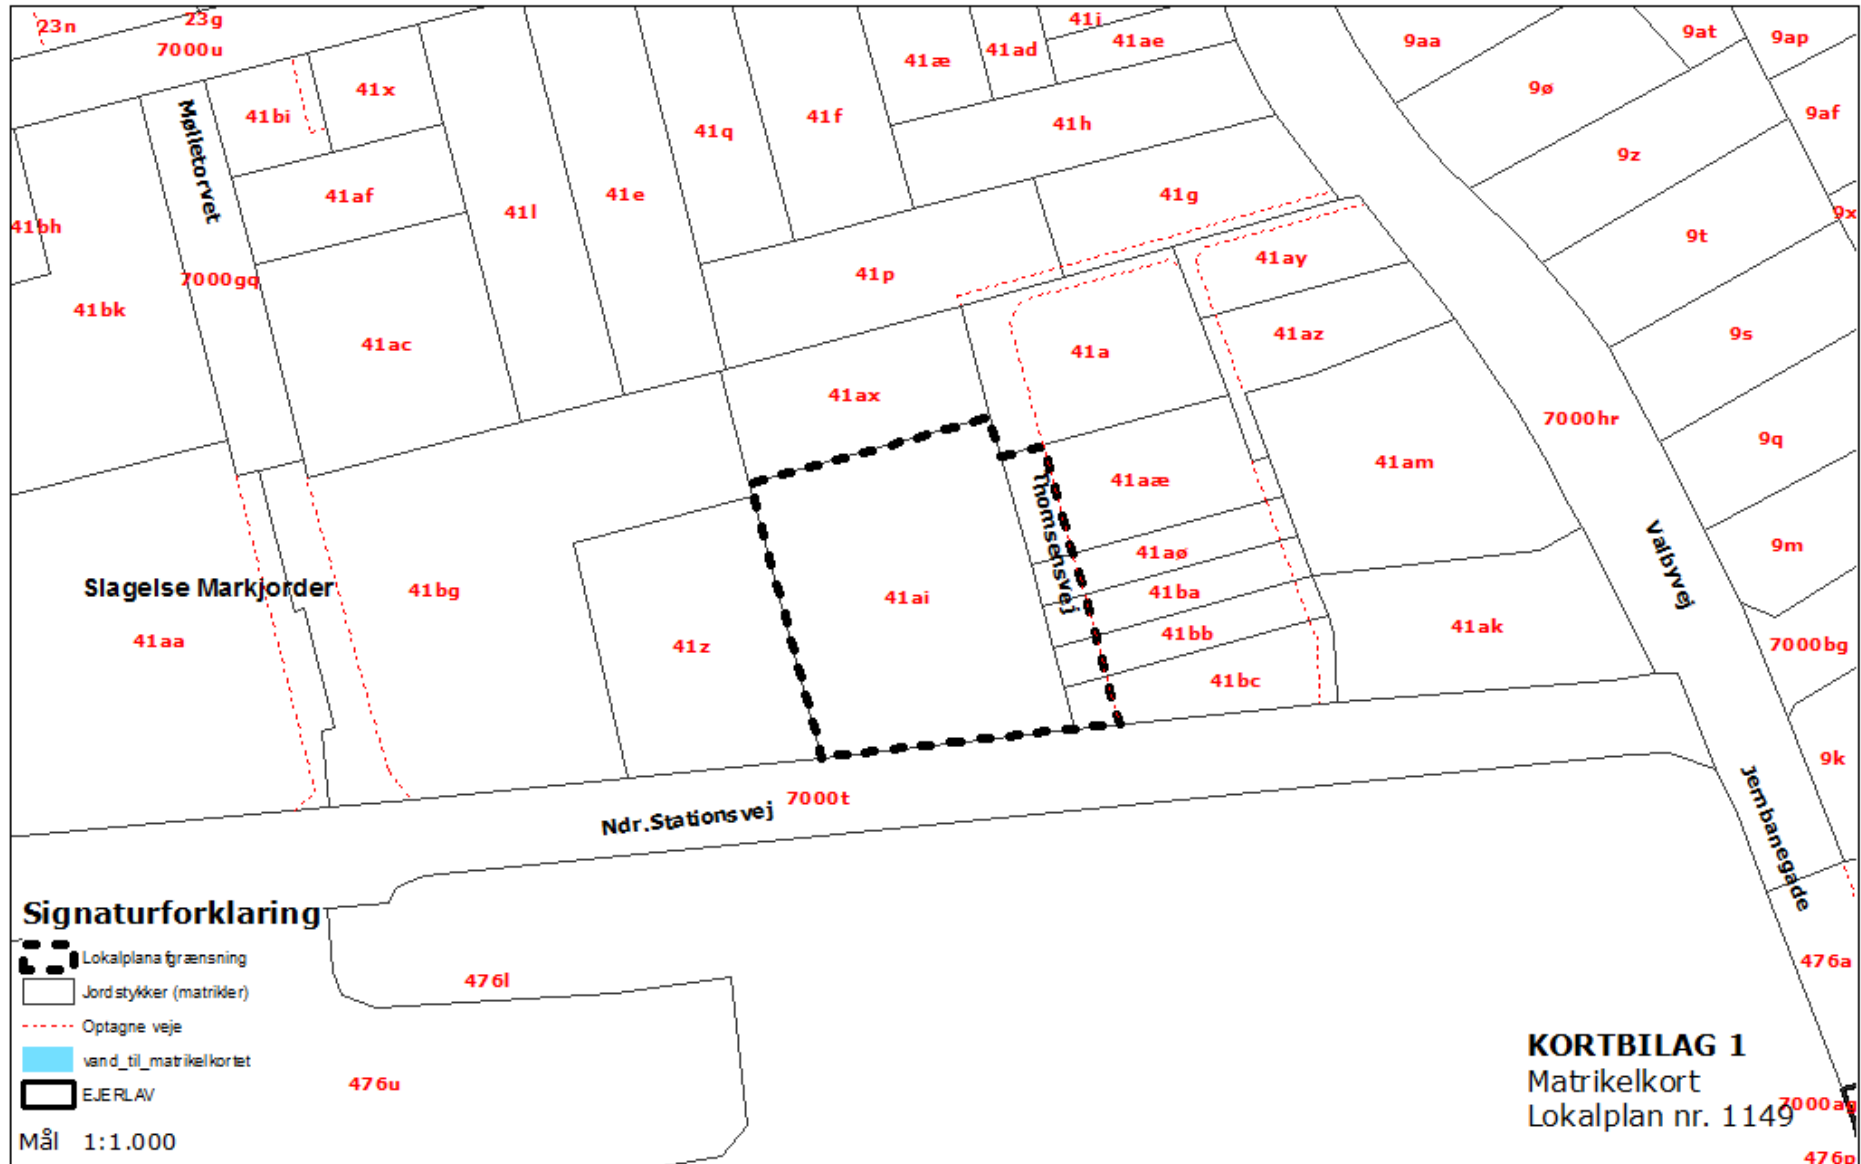 23n
23g
41i
7000u
41æ
41ad
41ae
9aa
9at
9ap
41bi
41x
41q
41f
41h
9ø
9af
Mølletorvet
9z
41af
41l
41e
41g
9x
41bh
7000gq
41p
41ay
9t
41bk
41ac
41a
41az
9s
41ax
7000hr
9q
41aæ
41am
Thomsensvej
41aø
Valbyvej
9m
Slagelse Markjorder
41bg
41ai
41ba
41aa
41z
41bb
41ak
7000bg
41bc
9k
7000t
Ndr.Stationsvej
Jernbanegade
Signaturforklaring
Lokalplanafgrænsning
Jordstykker (matrikler)
Optagne veje
vand_til_matrikelkortet
EJERLAV
Mål 1:1.000
476l
476u
476a
KORTBILAG 1
Matrikelkort
Lokalplan nr. 1149
7000ag
476p